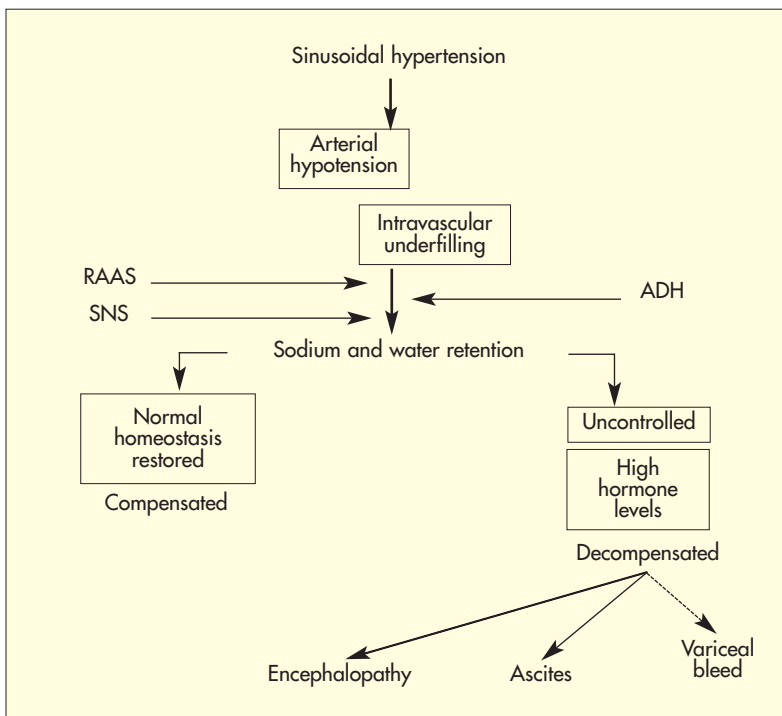 Sinusoidal hypertension
Arterial
hypotension
Intravascular
underfilling
RAAS
ADH
SNS
Sodium and water retention
Normal
homeostasis
restored
Compensated
Uncontrolled
High
hormone
levels
Decompensated
Encephalopathy
Ascites
Variceal
bleed